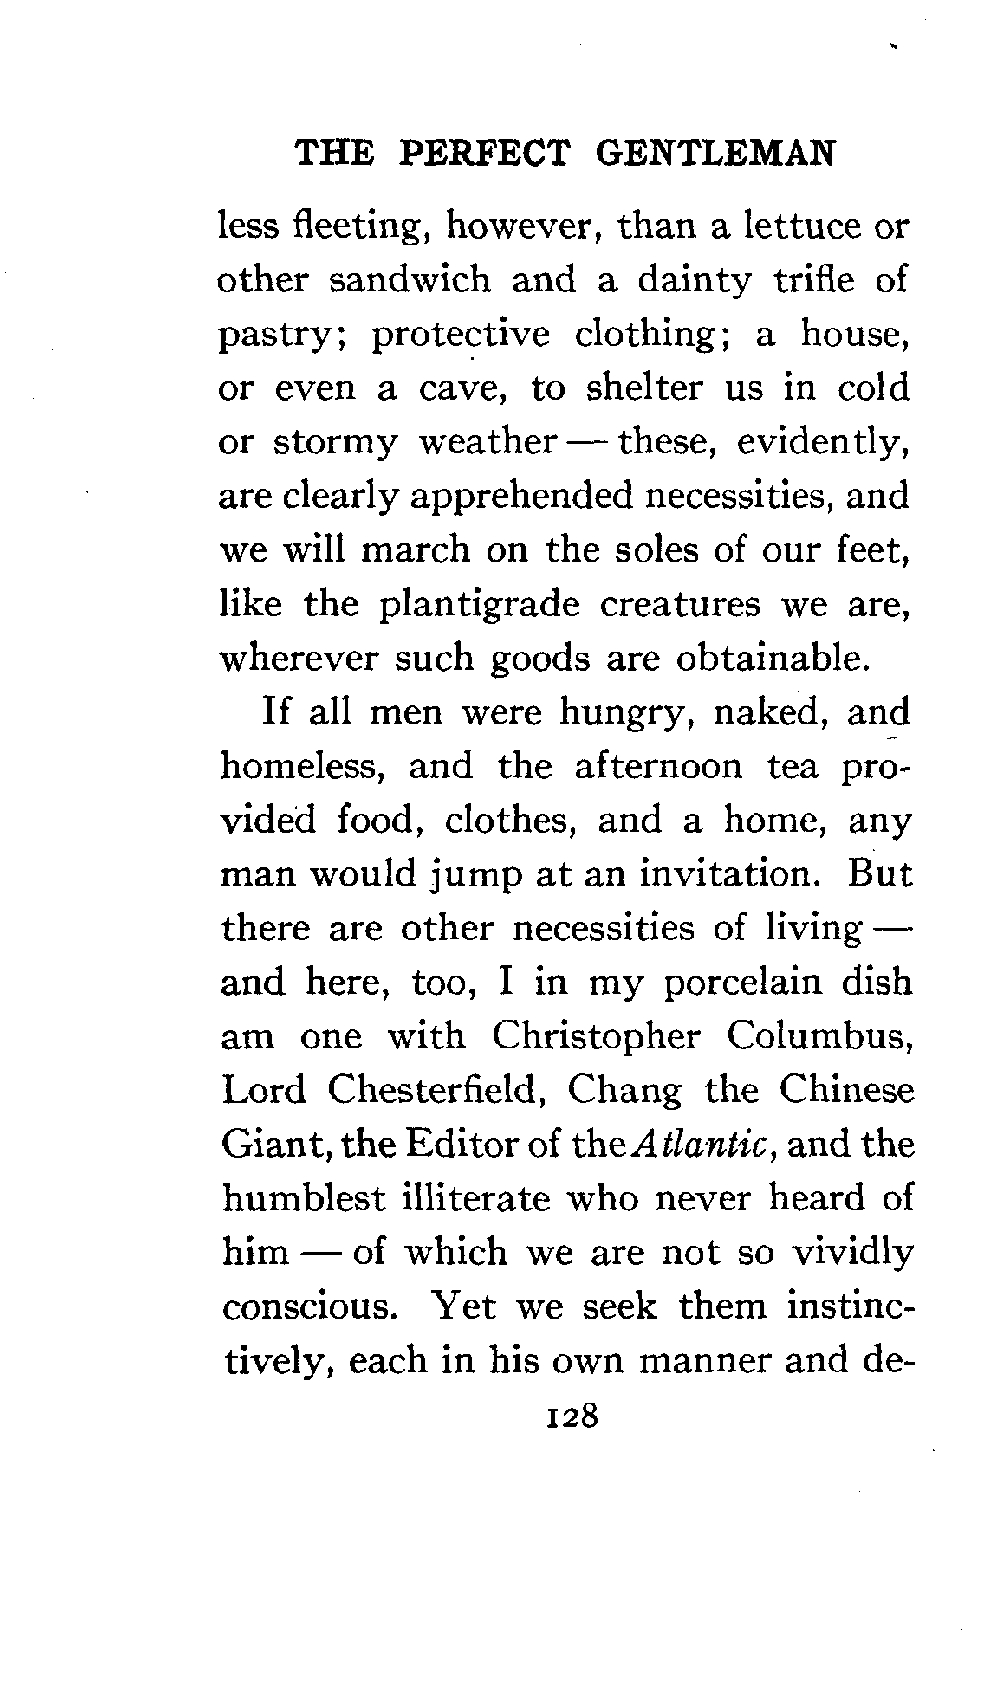 THE PERFECT GENTLEMAN
less fleeting, however, than a lettuce or
other sandwich and a dainty trifle of
pastry; protective clothing; a house,
or even a cave, to shelter us in cold
or stormy weather — these, evidently,
are clearly apprehended necessities, and
we will march on the soles of our feet,
like the plantigrade creatures we are,
wherever such goods are obtainable.
If all men were hungry, naked, and
homeless, and the afternoon tea pro-
vided food, clothes, and a home, any
man would jump at an invitation. But
there are other necessities of living —
and here, too, I in my porcelain dish
am one with Christopher Columbus,
Lord Chesterfield, Chang the Chinese
Giant, the Editor of the Atlantic, and the
humblest illiterate who never heard of
him — of which we are not so vividly
conscious. Yet we seek them instinc-
tively, each in his own manner and de-
128